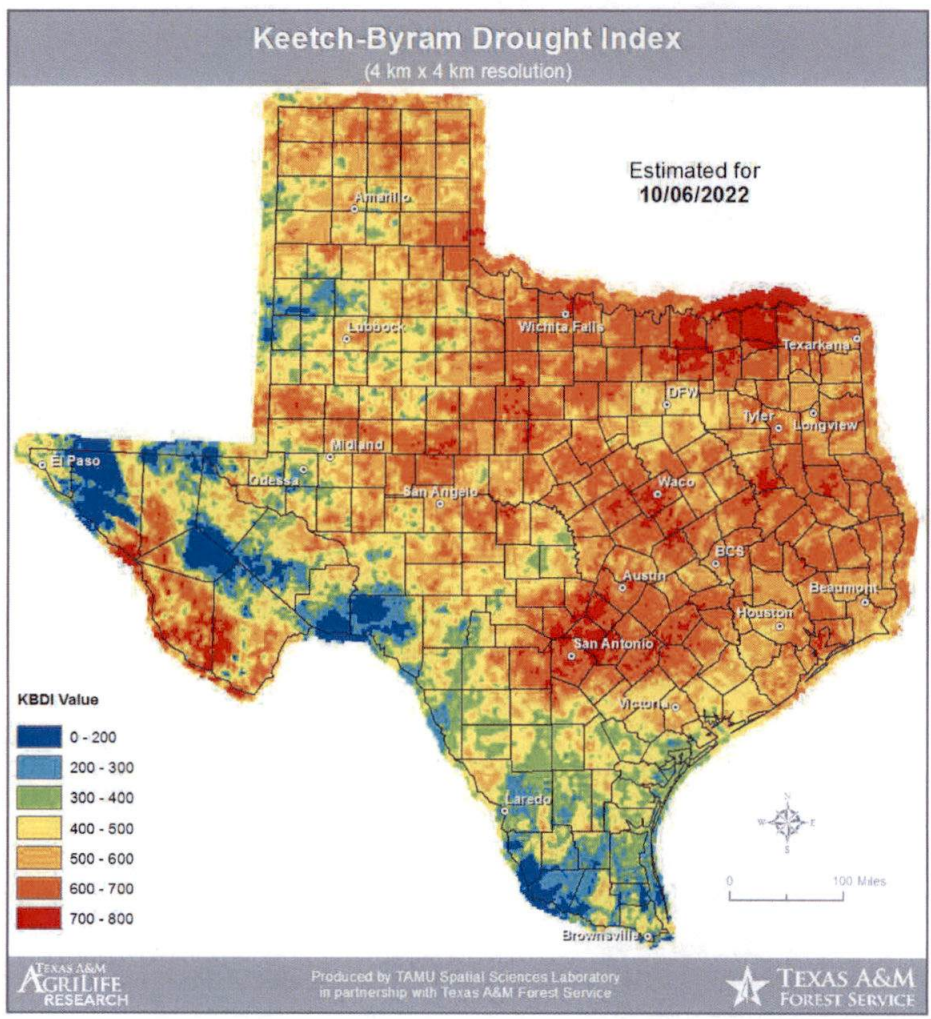 Keetch-Byram Drought Index
(4 km x 4 km resolution)
Estimated for
10/06/2022
Amarillo
Lubbock
Wichita Falls
Texarkana
DFW
Tyler
Longview
Midland
El Paso
Odessa
San Angelo
Waco
BCS
Austin
Beaumont
Houston
San Antonio
Victoria
Laredo
Brownsville
KBDI Value
0 - 200
200 - 300
300 - 400
400 - 500
500 - 600
600 - 700
700 - 800
N
W E
S
0 100 Miles
TEXAS A&M
AGRILIFE
RESEARCH
Produced by TAMU Spatial Sciences Laboratory
in partnership with Texas A&M Forest Service
TEXAS A&M
FOREST SERVICE